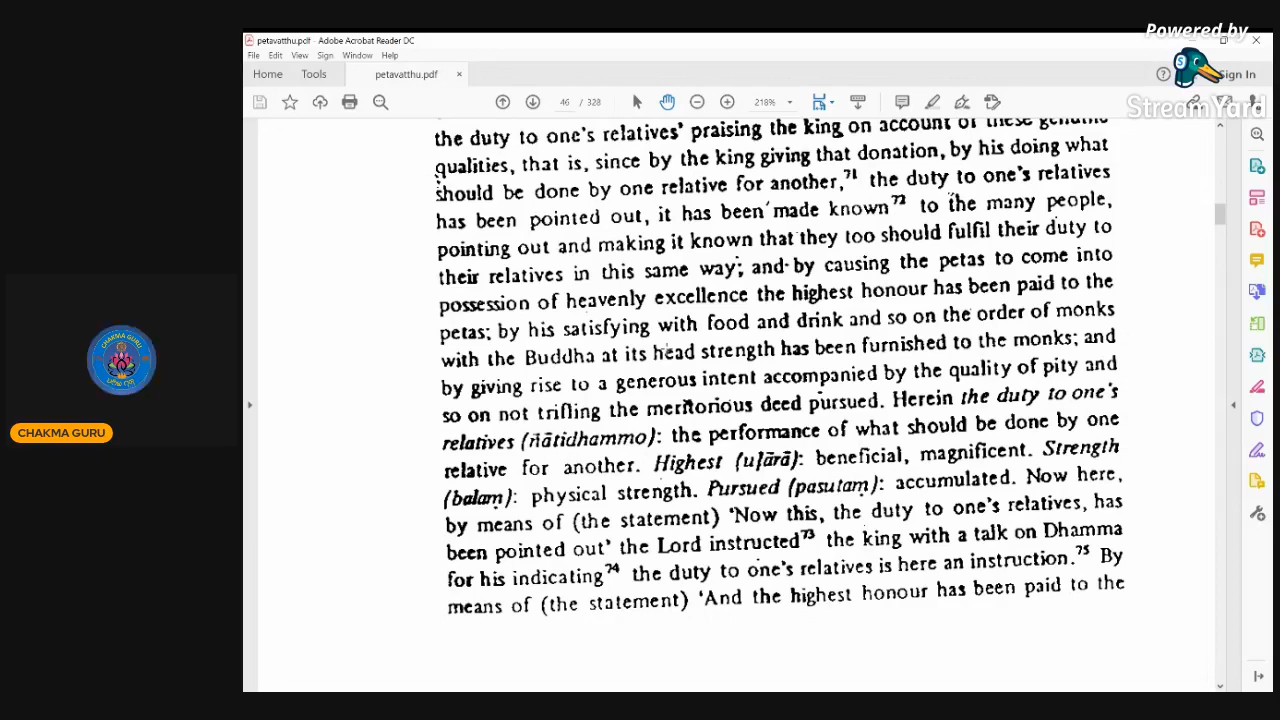 Powered by
StreamYard
petavatthu.pdf - Adobe Acrobat Reader DC
File Edit View Sign Window Help
Home Tools petavatthu.pdf × Sign In
46 / 328 218%
the duty to one's relatives' praising the king on account of these genuine
qualities, that is, since by the king giving that donation, by his doing what
should be done by one relative for another,⁷¹ the duty to one's relatives
has been pointed out, it has been made known⁷² to the many people,
pointing out and making it known that they too should fulfil their duty to
their relatives in this same way'; and by causing the petas to come into
possession of heavenly excellence the highest honour has been paid to the
petas; by his satisfying with food and drink and so on the order of monks
with the Buddha at its head strength has been furnished to the monks; and
by giving rise to a generous intent accompanied by the quality of pity and
so on not trifling the meritorious deed pursued. Herein the duty to one's
relatives (ñātidhammo): the performance of what should be done by one
relative for another. Highest (uḷārā): beneficial, magnificent. Strength
(balaṃ): physical strength. Pursued (pasutaṃ): accumulated. Now here,
by means of (the statement) 'Now this, the duty to one's relatives, has
been pointed out' the Lord instructed⁷³ the king with a talk on Dhamma
for his indicating⁷⁴ the duty to one's relatives is here an instruction.⁷⁵ By
means of (the statement) 'And the highest honour has been paid to the
CHAKMA GURU
CHAKMA GURU